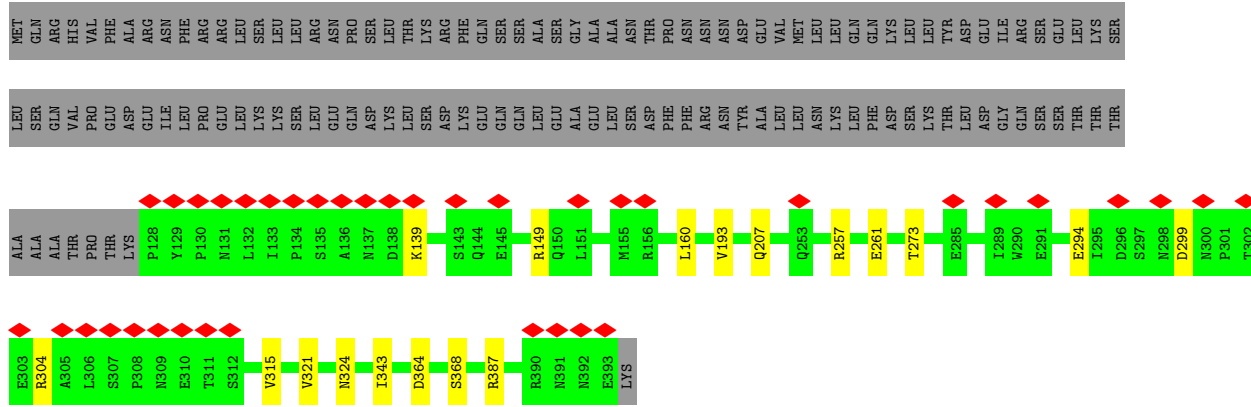 MET GLN ARG HIS VAL PHE ALA ARG ASN PHE ARG ARG LEU SER LEU LEU ARG ASN PRO SER LEU THR LYS ARG PHE GLN SER SER ALA SER GLY ALA ALA ASN THR PRO ASN ASN ASN ASP GLU VAL MET LEU LEU GLN GLN LYS LEU LEU TYR ASP GLU ILE ARG SER GLU LEU LYS SER
LEU SER GLN VAL PRO GLU ASP GLU ILE LEU PRO GLU LEU LYS LYS SER LEU GLU GLN ASP LYS LEU SER ASP LYS GLU GLN GLN LEU GLU ALA GLU LEU SER ASP PHE PHE ARG ASN TYR ALA LEU LEU ASN LYS LEU PHE ASP SER LYS THR LEU ASP GLY GLN SER SER THR THR THR
ALA ALA ALA THR PRO THR LYS P128 Y129 P130 N131 L132 I133 P134 S135 A136 N137 D138 K139 S143 Q144 E145 R149 Q150 L151 M155 R156 L160 V193 Q207 Q253 R257 E261 T273 E285 I289 W290 E291 E294 I295 D296 S297 N298 D299 N300 P301 T302
E303 R304 A305 L306 S307 P308 N309 E310 T311 S312 V315 V321 N324 I343 D364 S368 R387 R390 N391 N392 E393 LYS